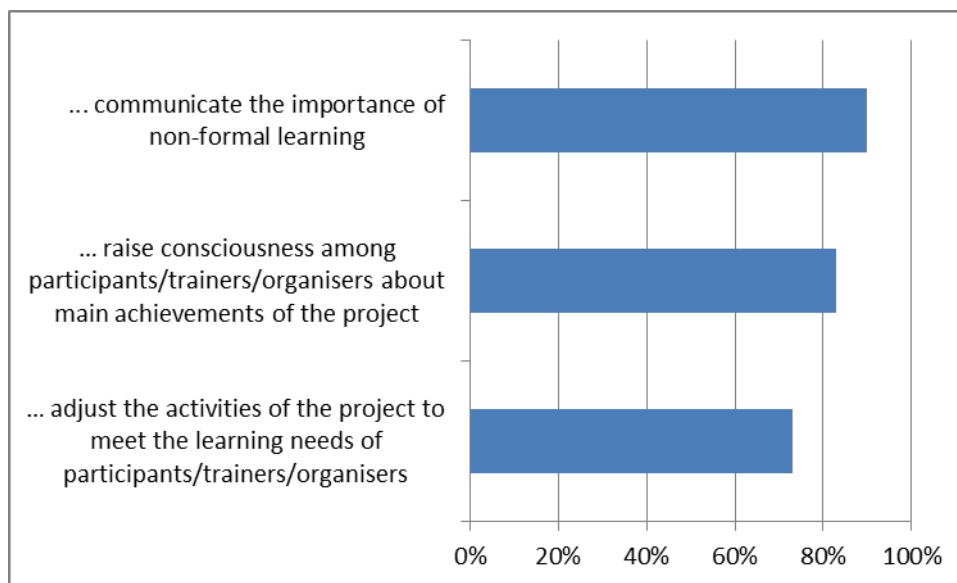 ... communicate the importance of
non-formal learning
... raise consciousness among
participants/trainers/organisers about
main achievements of the project
... adjust the activities of the project to
meet the learning needs of
participants/trainers/organisers
0% 20% 40% 60% 80% 100%